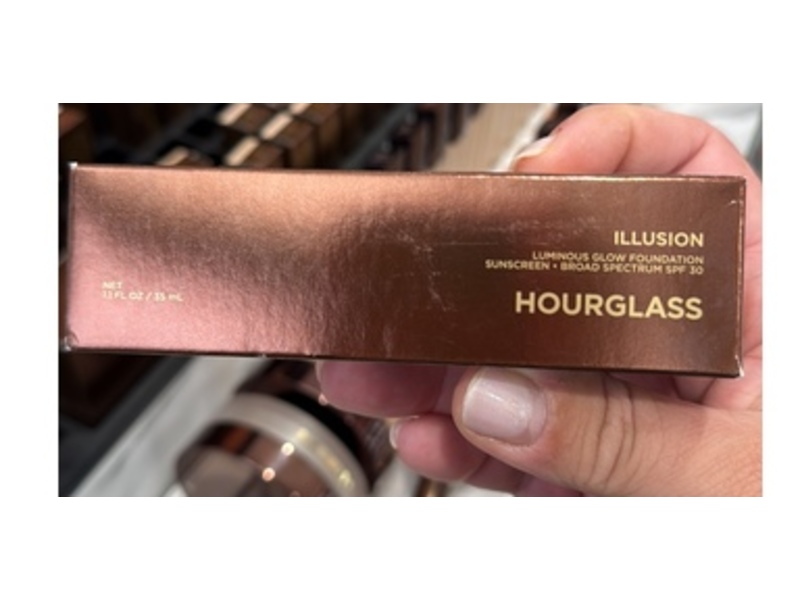 ILLUSION
LUMINOUS GLOW FOUNDATION
SUNSCREEN • BROAD SPECTRUM SPF 30
HOURGLASS
NET
1.1 FL OZ / 35 mL